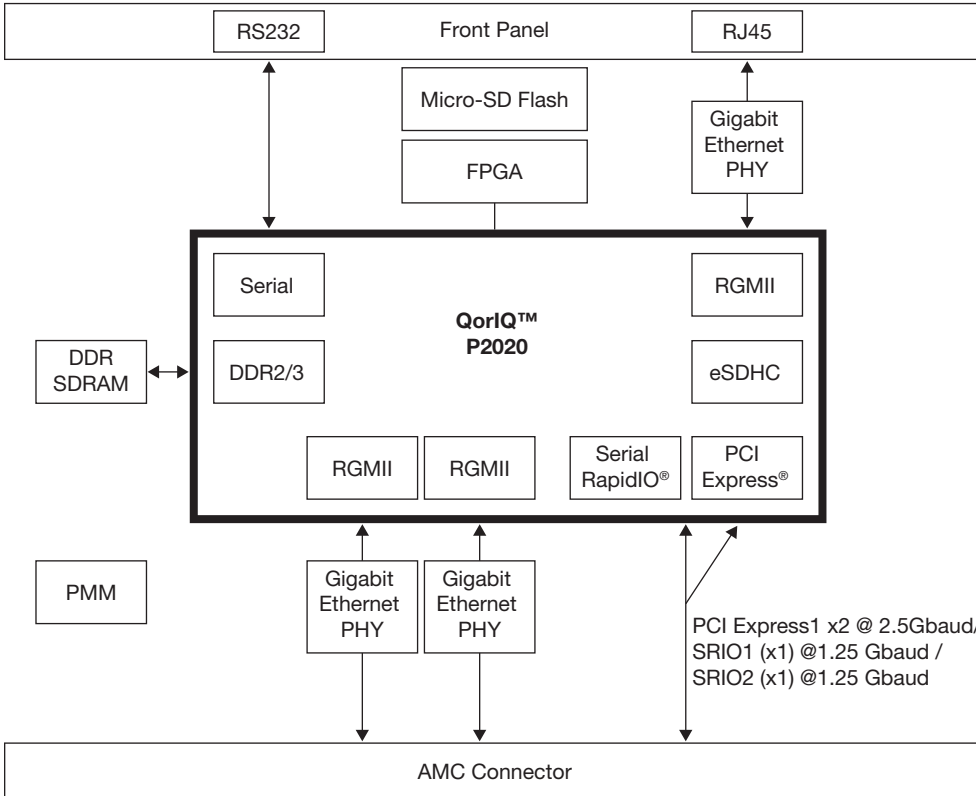 RS232
Front Panel
RJ45
Micro-SD Flash
Gigabit
Ethernet
PHY
FPGA
Serial
QorIQ™
P2020
RGMII
DDR
SDRAM
DDR2/3
eSDHC
RGMII
RGMII
Serial
RapidIO®
PCI
Express®
PMM
Gigabit
Ethernet
PHY
Gigabit
Ethernet
PHY
PCI Express1 x2 @ 2.5Gbaud/
SRIO1 (x1) @1.25 Gbaud /
SRIO2 (x1) @1.25 Gbaud
AMC Connector